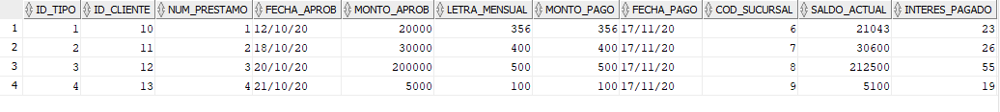 ID_TIPO ID_CLIENTE NUM_PRESTAMO FECHA_APROB MONTO_APROB LETRA_MENSUAL MONTO_PAGO FECHA_PAGO COD_SUCURSAL SALDO_ACTUAL INTERES_PAGADO
1 1 10 1 12/10/20 20000 356 356 17/11/20 6 21043 23
2 2 11 2 18/10/20 30000 400 400 17/11/20 7 30600 26
3 3 12 3 20/10/20 200000 500 500 17/11/20 8 212500 55
4 4 13 4 21/10/20 5000 100 100 17/11/20 9 5100 19